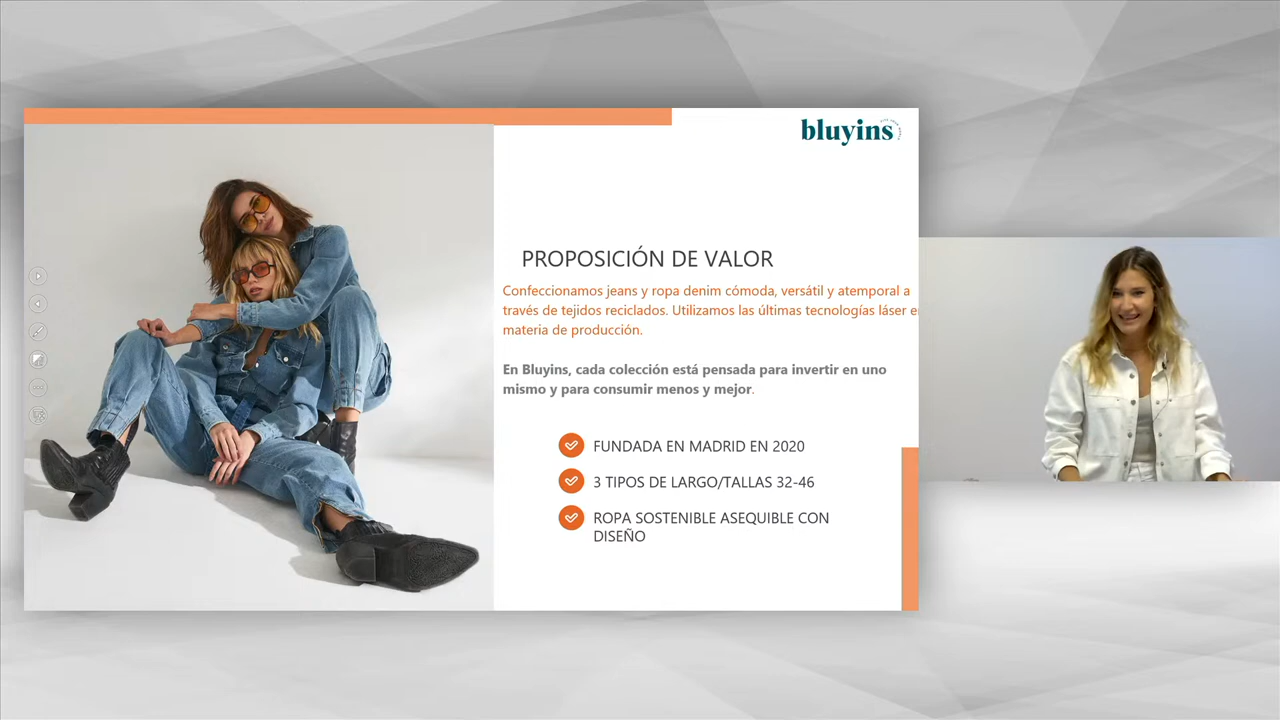 bluyins
PROPOSICIÓN DE VALOR
Confeccionamos jeans y ropa denim cómoda, versátil y atemporal a
través de tejidos reciclados. Utilizamos las últimas tecnologías láser e
materia de producción.
En Bluyins, cada colección está pensada para invertir en uno
mismo y para consumir menos y mejor.
FUNDADA EN MADRID EN 2020
3 TIPOS DE LARGO/TALLAS 32-46
ROPA SOSTENIBLE ASEQUIBLE CON
DISEÑO